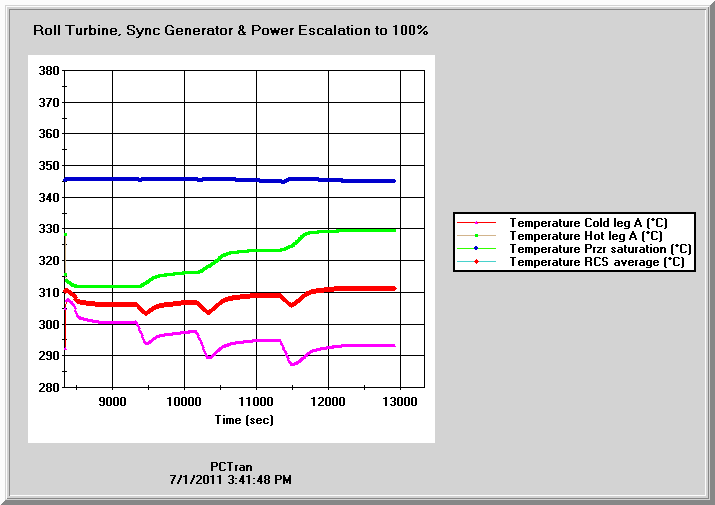 Roll Turbine, Sync Generator & Power Escalation to 100%
380
370
360
350
340
330
320
310
300
290
280
9000 10000 11000 12000 13000
Time (sec)
Temperature Cold leg A (°C)
Temperature Hot leg A (°C)
Temperature Przr saturation (°C)
Temperature RCS average (°C)
PCTran
7/1/2011 3:41:48 PM